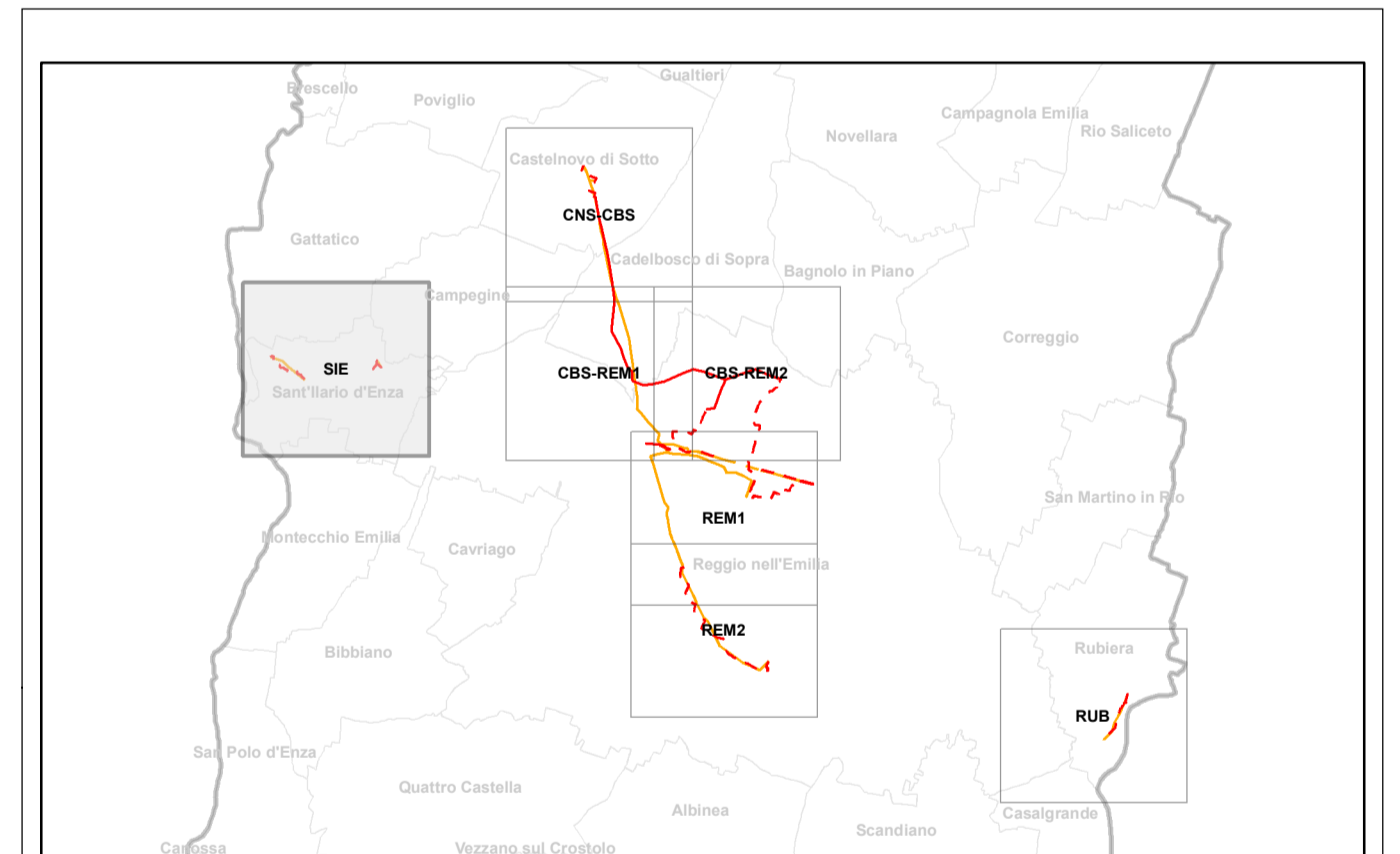 Gualtieri
Brescello
Poviglio
Campagnola Emilia
Novellara
Rio Saliceto
Castelnovo di Sotto
CNS-CBS
Gattatico
Cadelbosco di Sopra
Bagnolo in Piano
Campegine
Correggio
SIE
CBS-REM1
CBS-REM2
Sant'Ilario d'Enza
San Martino in Rio
REM1
Montecchio Emilia
Cavriago
Reggio nell'Emilia
REM2
Bibbiano
Rubiera
RUB
San Polo d'Enza
Quattro Castella
Albinea
Casalgrande
Scandiano
Canossa
Vezzano sul Crostolo